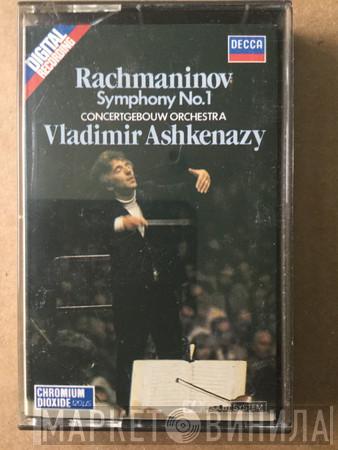 DIGITAL
RECORDING
DECCA
Rachmaninov
Symphony No.1
CONCERTGEBOUW ORCHESTRA
Vladimir Ashkenazy
CHROMIUM
DIOXIDE
МАРКЕТ ВИНИЛА